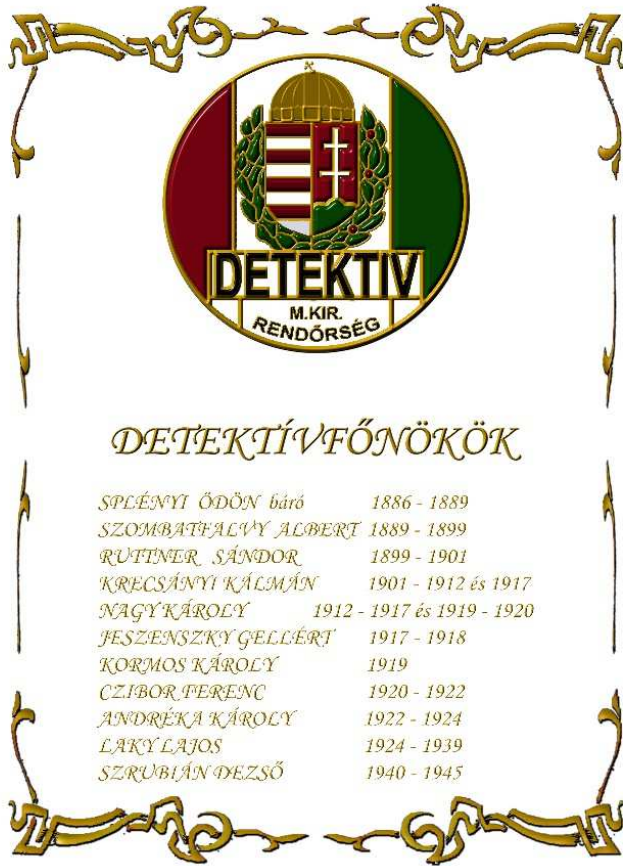 DETEKTIV
M.KIR.
RENDŐRSÉG
DETEKTÍVFŐNÖKÖK
SPLÉNYI ÖDÖN báró 1886 - 1889
SZOMBATFALVY ALBERT 1889 - 1899
RUTTNER SÁNDOR 1899 - 1901
KRECSÁNYI KÁLMÁN 1901 - 1912 és 1917
NAGY KÁROLY 1912 - 1917 és 1919 - 1920
JESZENSZKY GELLÉRT 1917 - 1918
KORMOS KÁROLY 1919
CZIBOR FERENC 1920 - 1922
ANDRÉKA KÁROLY 1922 - 1924
LAKY LAJOS 1924 - 1939
SZRUBIÁN DEZSŐ 1940 - 1945